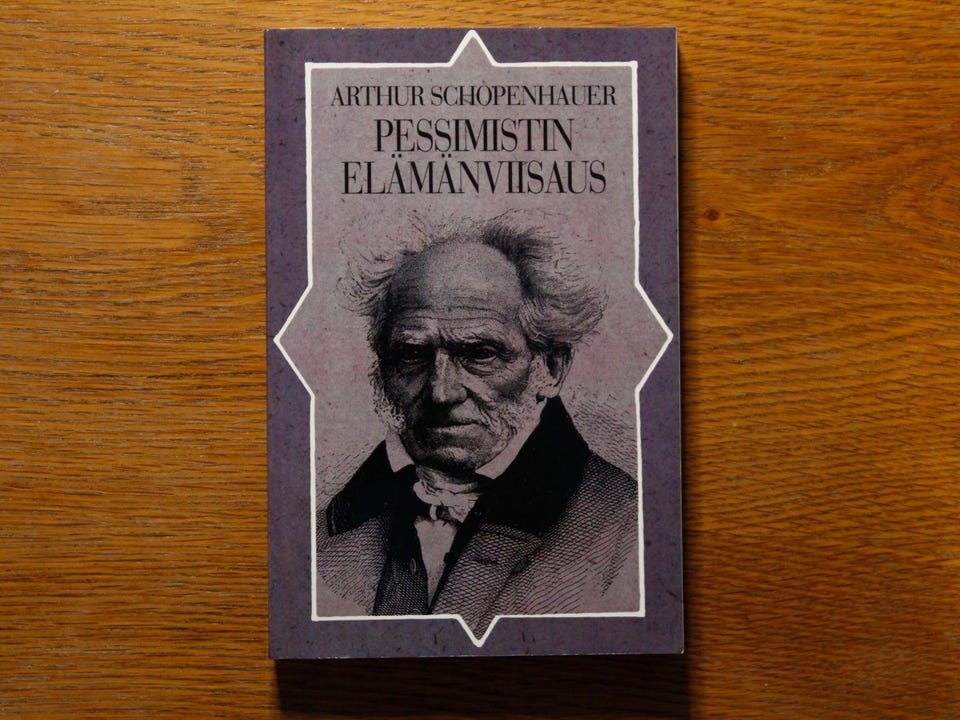 ARTHUR SCHOPENHAUER
PESSIMISTIN
ELÄMÄNVIISAUS